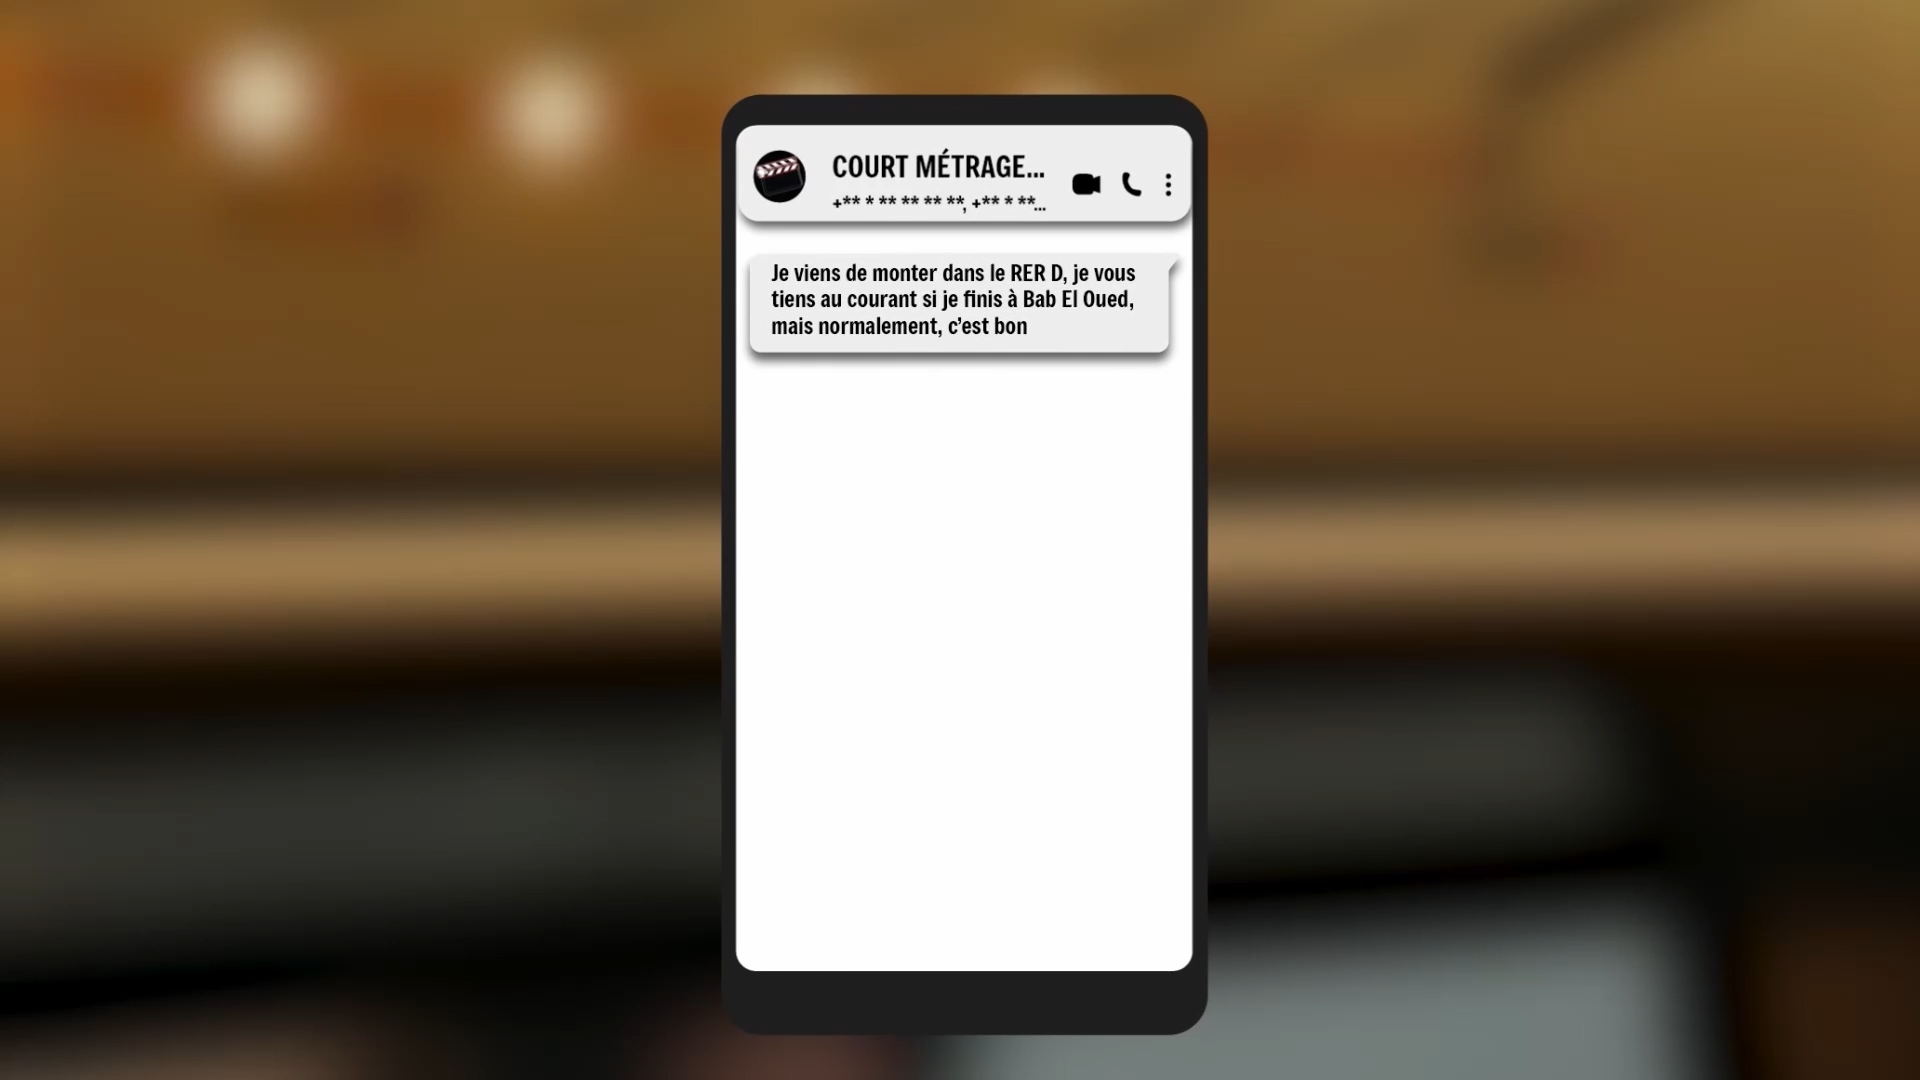 COURT MÉTRAGE...
+** * ** ** ** **, +** * **...
Je viens de monter dans le RER D, je vous
tiens au courant si je finis à Bab El Oued,
mais normalement, c’est bon